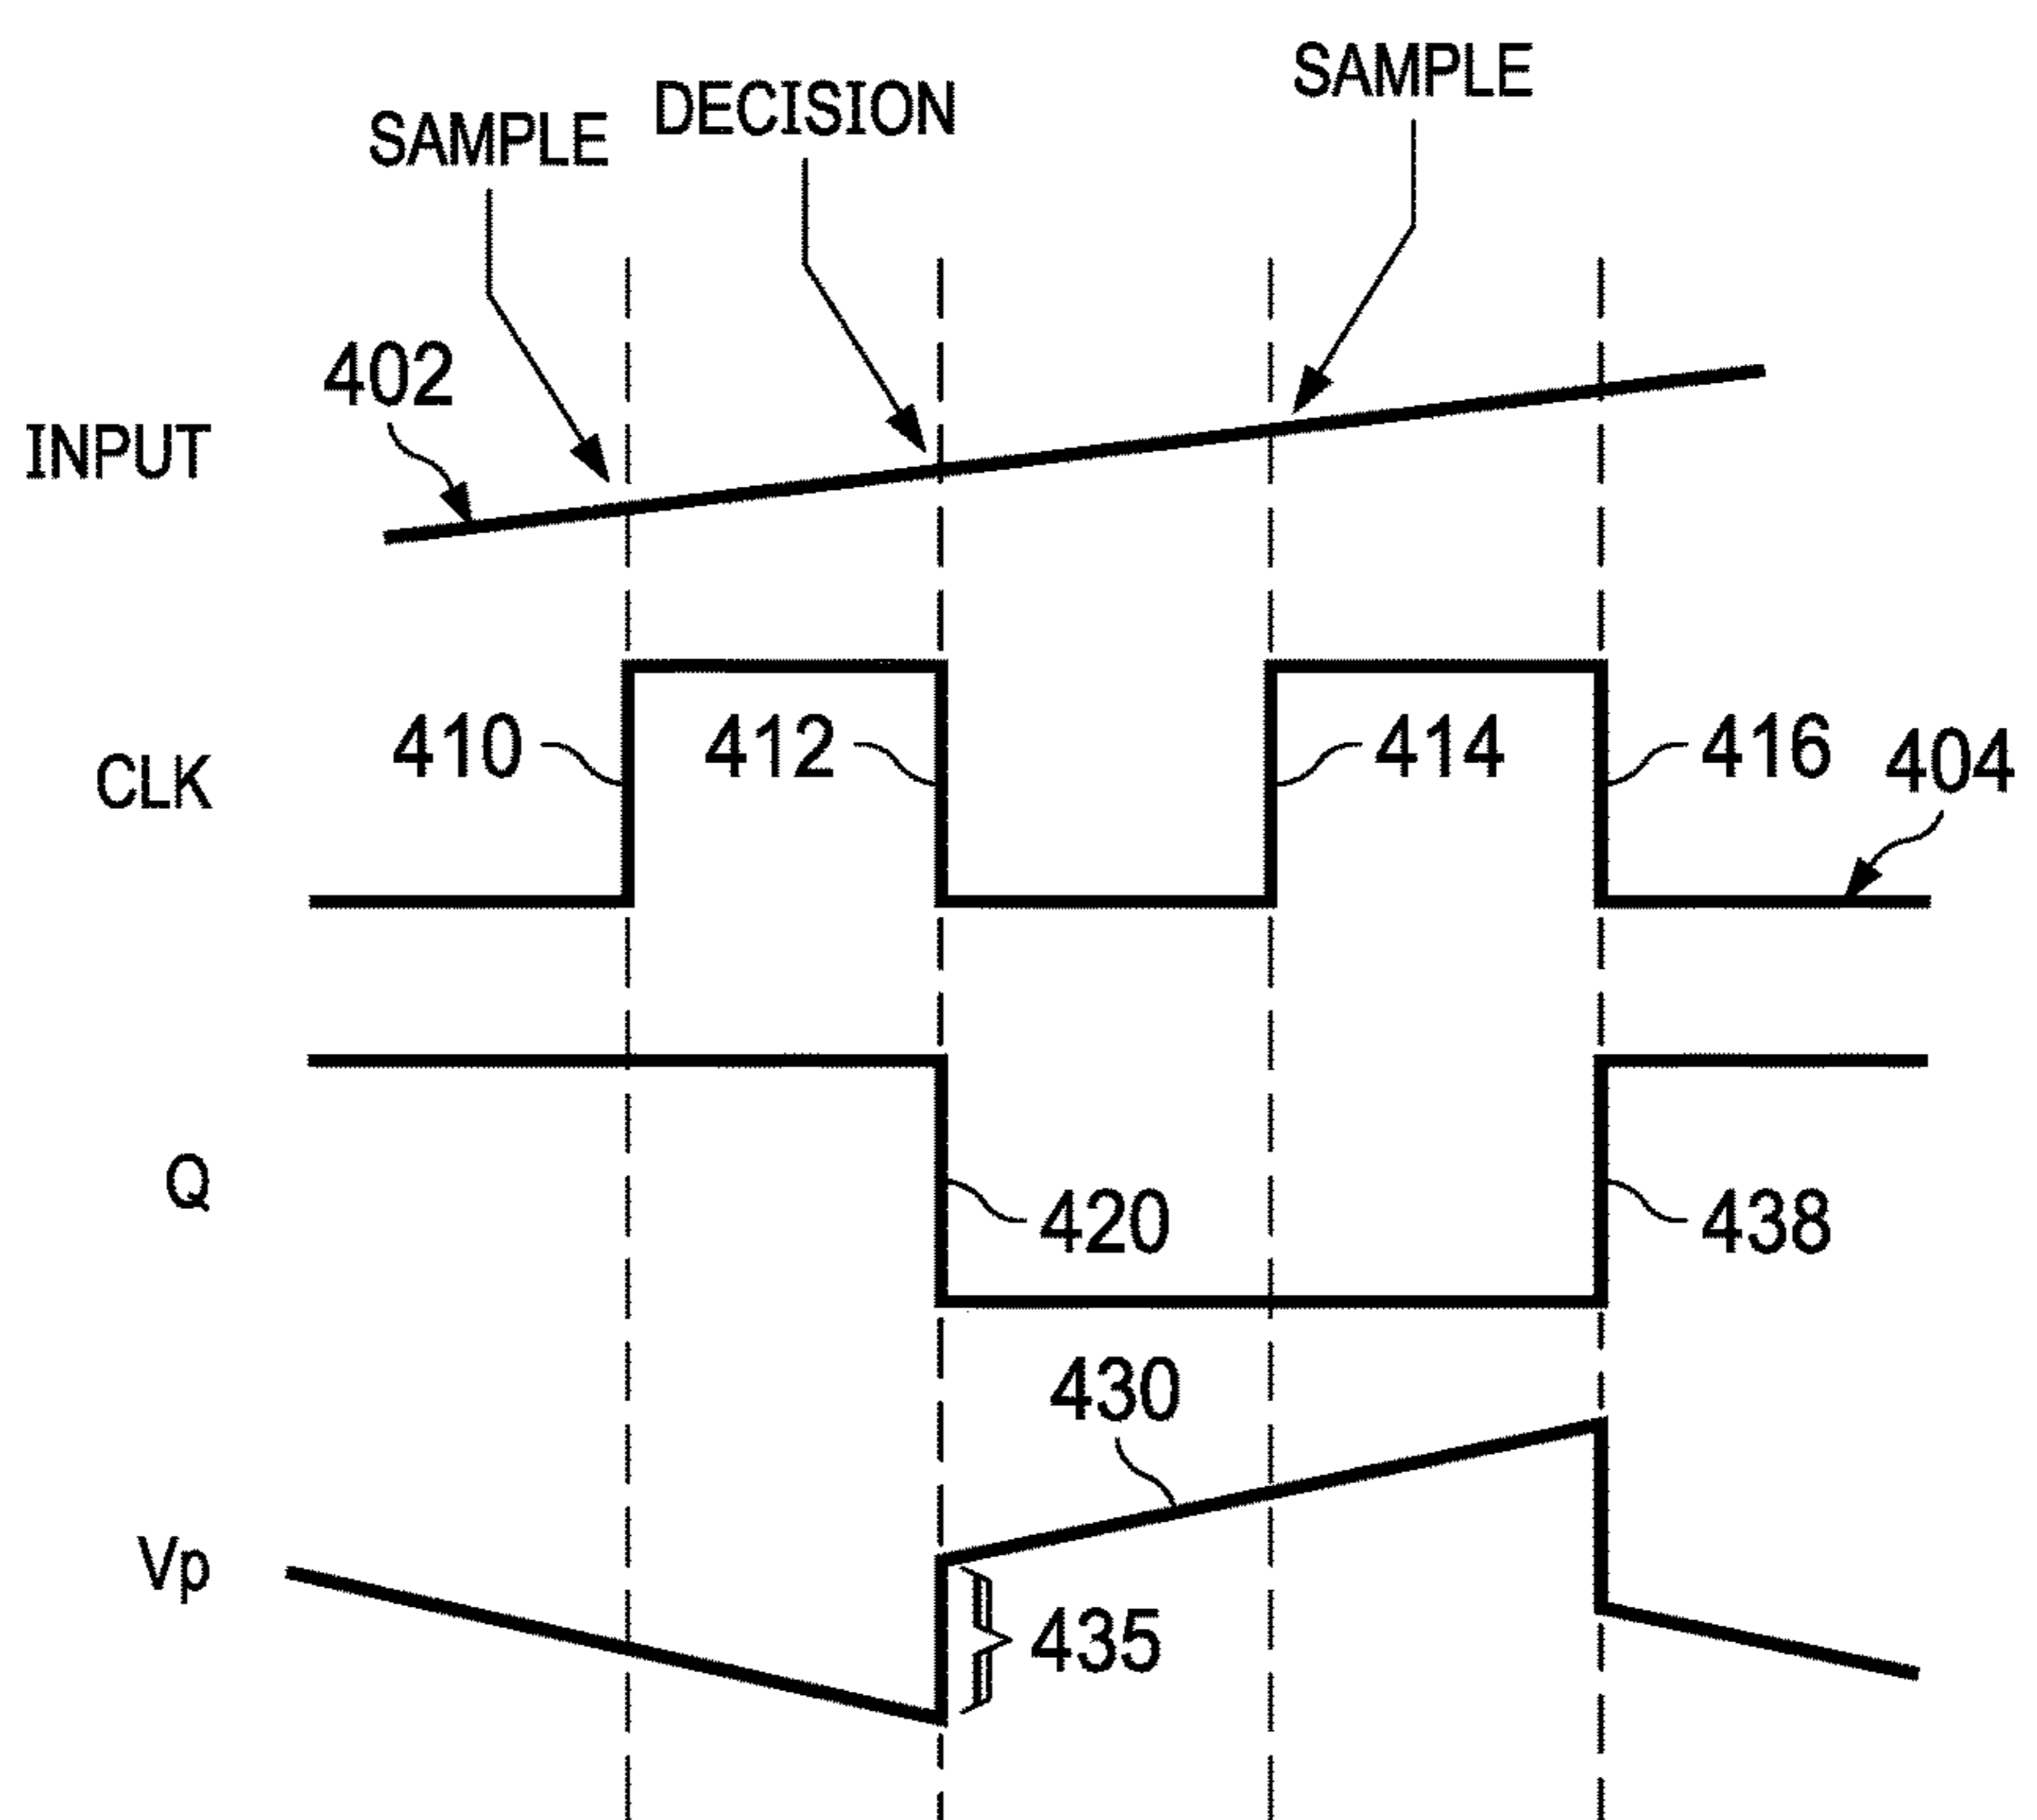 SAMPLE
DECISION
SAMPLE
402
INPUT
410
412
414
416
404
CLK
Q
420
438
430
Vp
435